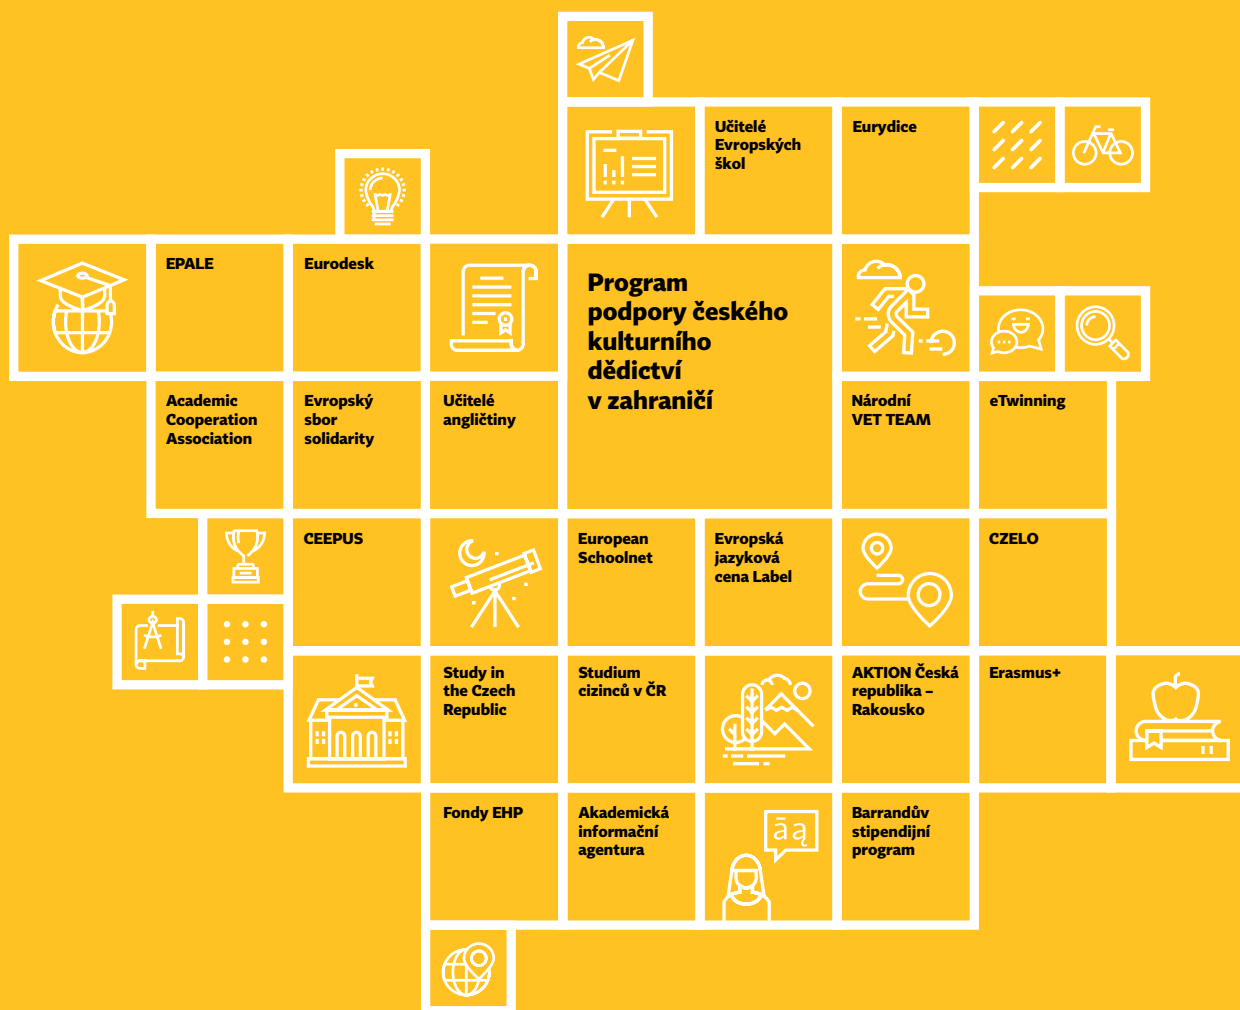 Učitelé
Evropských
škol
Eurydice
EPALE
Eurodesk
Program
podpory českého
kulturního
dědictví
v zahraničí
Academic
Cooperation
Association
Evropský
sbor
solidarity
Učitelé
angličtiny
Národní
VET TEAM
eTwinning
CEEPUS
European
Schoolnet
Evropská
jazyková
cena Label
CZELO
Study in
the Czech
Republic
Studium
cizinců v ČR
AKTION Česká
republika –
Rakousko
Erasmus+
Fondy EHP
Akademická
informační
agentura
āą
Barrandův
stipendijní
program